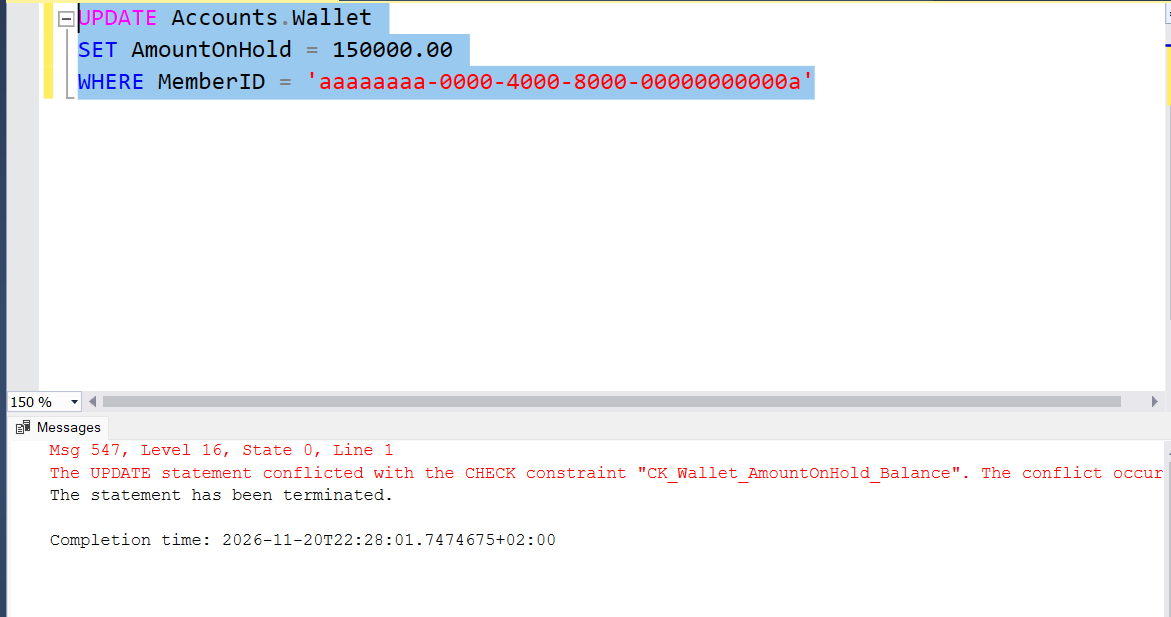 UPDATE Accounts.Wallet
SET AmountOnHold = 150000.00
WHERE MemberID = 'aaaaaaaa-0000-4000-8000-00000000000a'
150 %
Messages
Msg 547, Level 16, State 0, Line 1
The UPDATE statement conflicted with the CHECK constraint "CK_Wallet_AmountOnHold_Balance". The conflict occur
The statement has been terminated.
Completion time: 2026-11-20T22:28:01.7474675+02:00